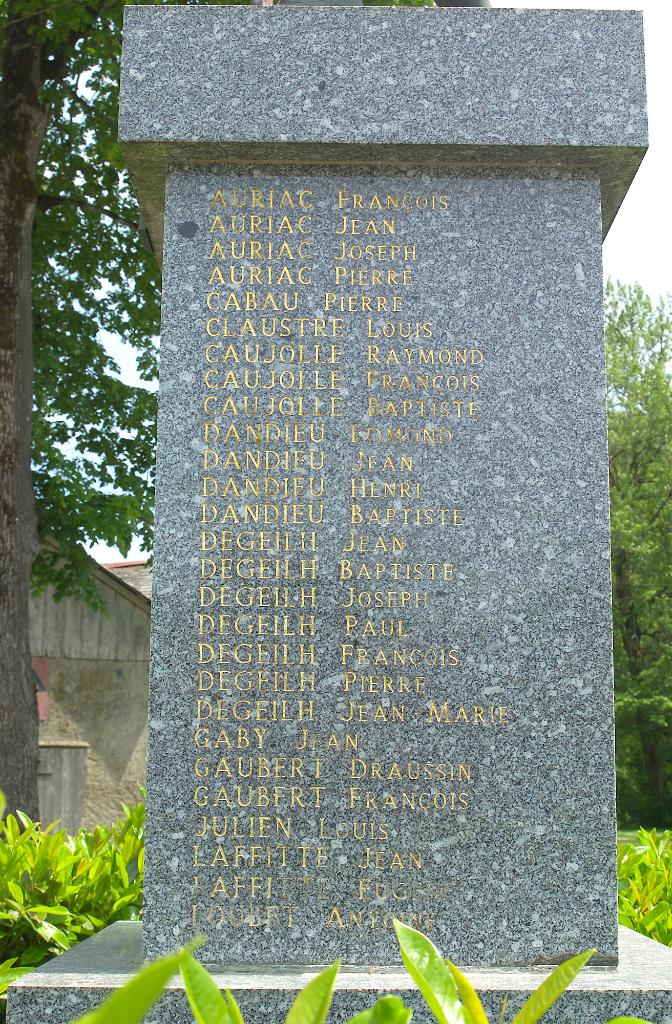 AURIAC FRANÇOIS
AURIAC JEAN
AURIAC JOSEPH
AURIAC PIERRE
CABAU PIERRE
CLAUSTRE LOUIS
CAUJOLLE RAYMOND
CAUJOLLE FRANÇOIS
CAUJOLLE BAPTISTE
DANDIEU EDMOND
DANDIEU JEAN
DANDIEU HENRI
DANDIEU BAPTISTE
DEGEILH JEAN
DEGEILH BAPTISTE
DEGEILH JOSEPH
DEGEILH PAUL
DEGEILH FRANÇOIS
DEGEILH PIERRE
DEGEILH JEAN-MARIE
GABY JEAN
GAUBERT DRAUSSIN
GAUBERT FRANÇOIS
JULIEN LOUIS
LAFFITTE JEAN
LAFFITTE EUGÈNE
LOUBET ANTOINE